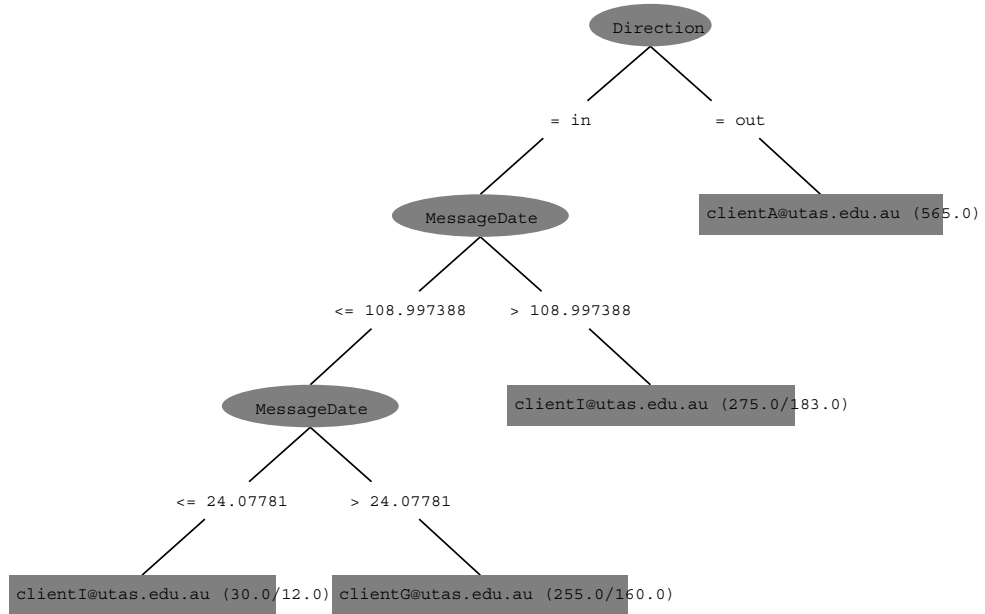 Direction
= in
= out
MessageDate
clientA@utas.edu.au (565.0)
<= 108.997388
> 108.997388
MessageDate
clientI@utas.edu.au (275.0/183.0)
<= 24.07781
> 24.07781
clientI@utas.edu.au (30.0/12.0)
clientG@utas.edu.au (255.0/160.0)